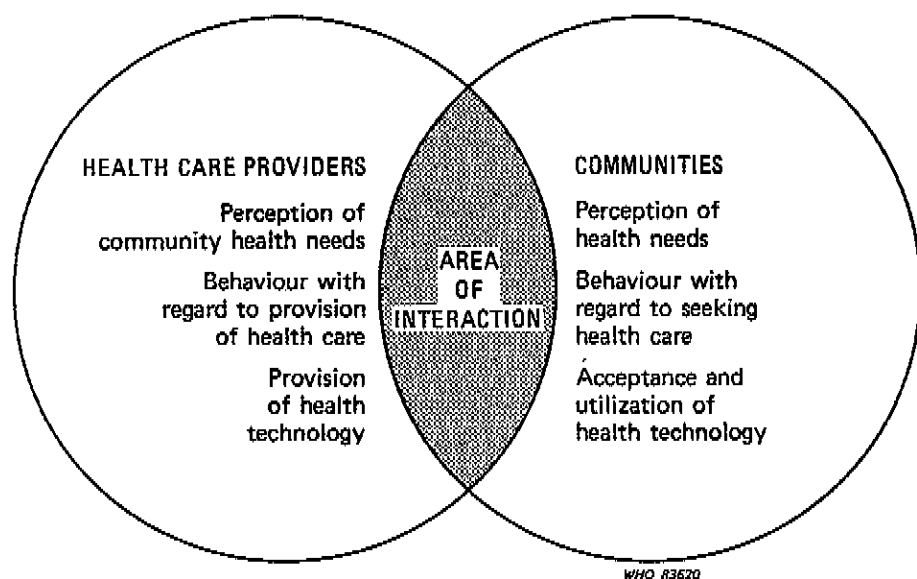 HEALTH CARE PROVIDERS
Perception of
community health needs
Behaviour with
regard to provision
of health care
Provision
of health
technology
AREA
OF
INTERACTION
COMMUNITIES
Perception of
health needs
Behaviour with
regard to seeking
health care
Acceptance and
utilization of
health technology
WHO 83620